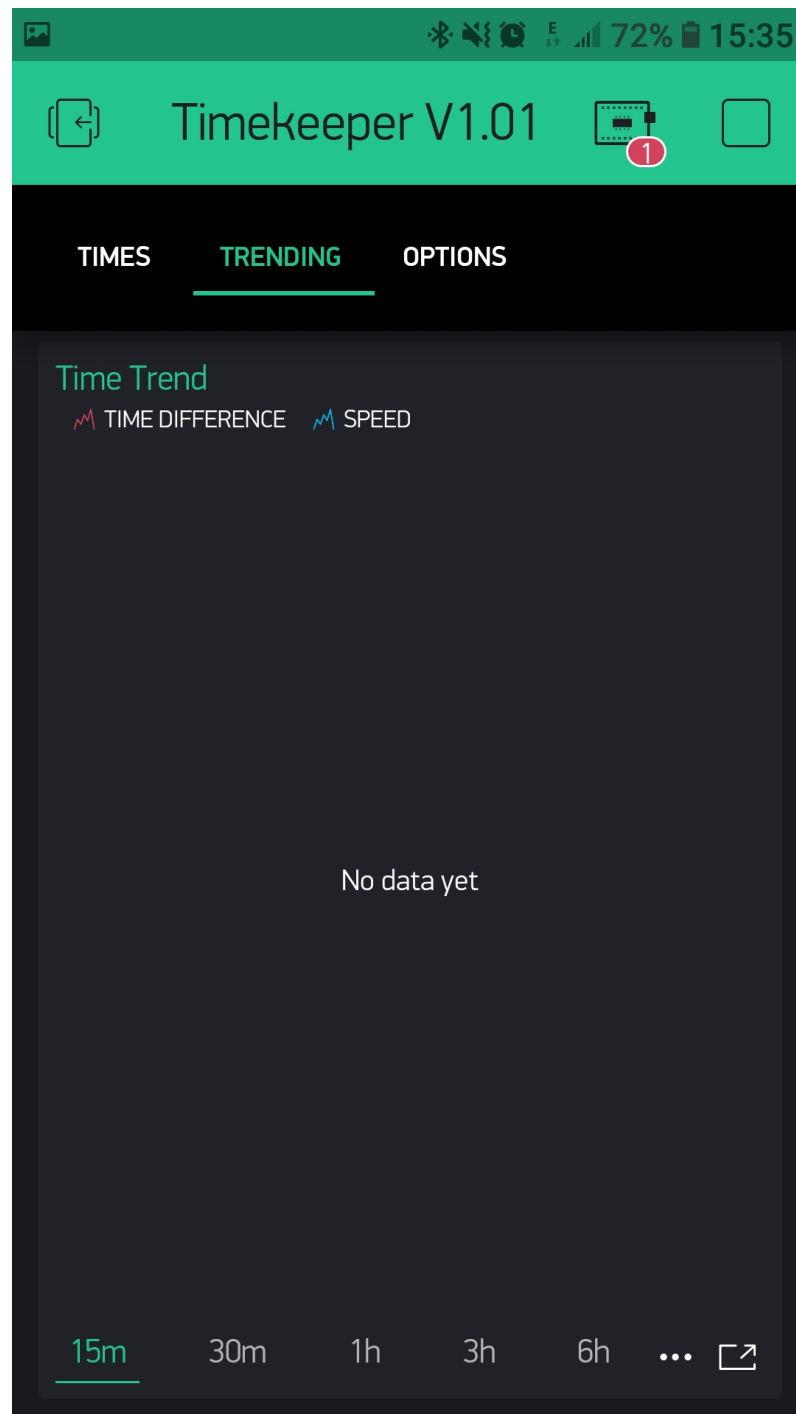 E 72% 15:35
Timekeeper V1.01
1
TIMES TRENDING OPTIONS
Time Trend
TIME DIFFERENCE SPEED
No data yet
15m 30m 1h 3h 6h ...